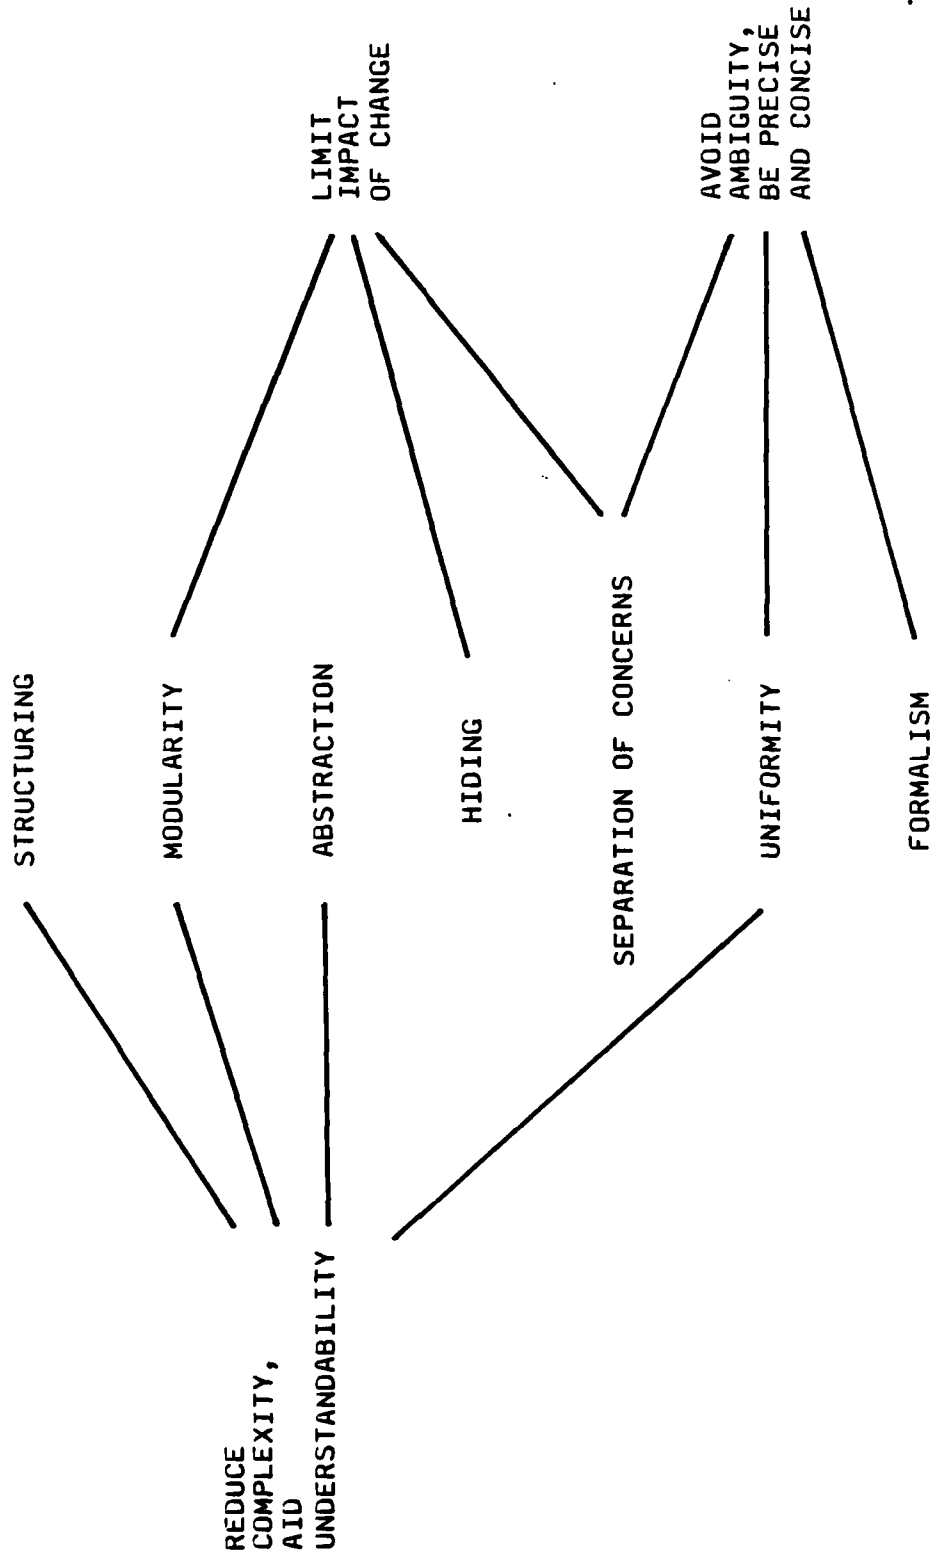 REDUCE
COMPLEXITY,
AID
UNDERSTANDABILITY
STRUCTURING
MODULARITY
ABSTRACTION
HIDING
SEPARATION OF CONCERNS
UNIFORMITY
FORMALISM
LIMIT
IMPACT
OF CHANGE
AVOID
AMBIGUITY,
BE PRECISE
AND CONCISE